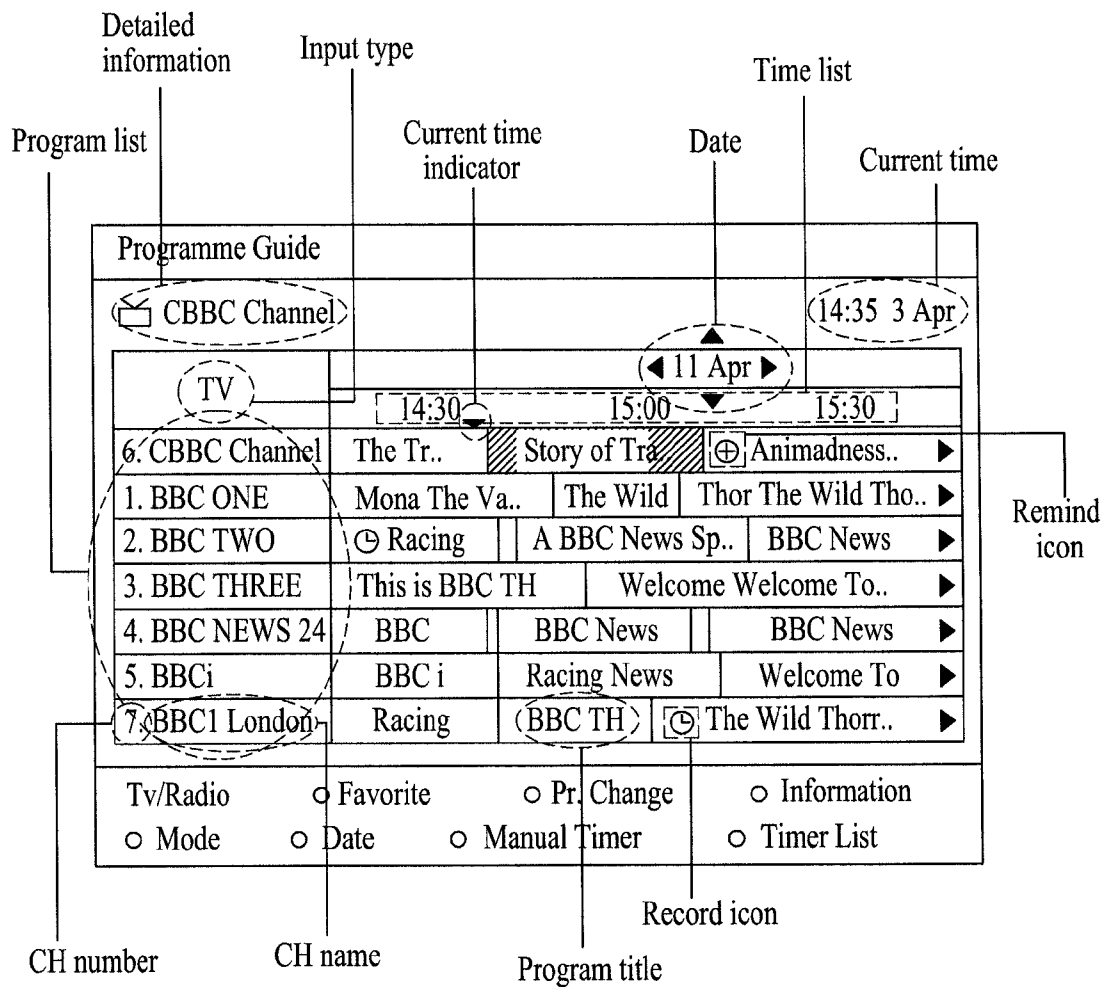 Detailed
information
Input type
Time list
Program list
Current time
indicator
Date
Current time
Programme Guide
CBBC Channel
14:35 3 Apr
11 Apr
TV
14:30 15:00 15:30
6. CBBC Channel The Tr.. Story of Tra Animadness..
1. BBC ONE Mona The Va.. The Wild Thor The Wild Tho..
Remind
icon
2. BBC TWO Racing A BBC News Sp.. BBC News
3. BBC THREE This is BBC TH Welcome Welcome To..
4. BBC NEWS 24 BBC BBC News BBC News
5. BBCi BBC i Racing News Welcome To
7. BBC1 London Racing BBC TH The Wild Thorr..
Tv/Radio Favorite Pr. Change Information
Mode Date Manual Timer Timer List
Record icon
CH number
CH name
Program title